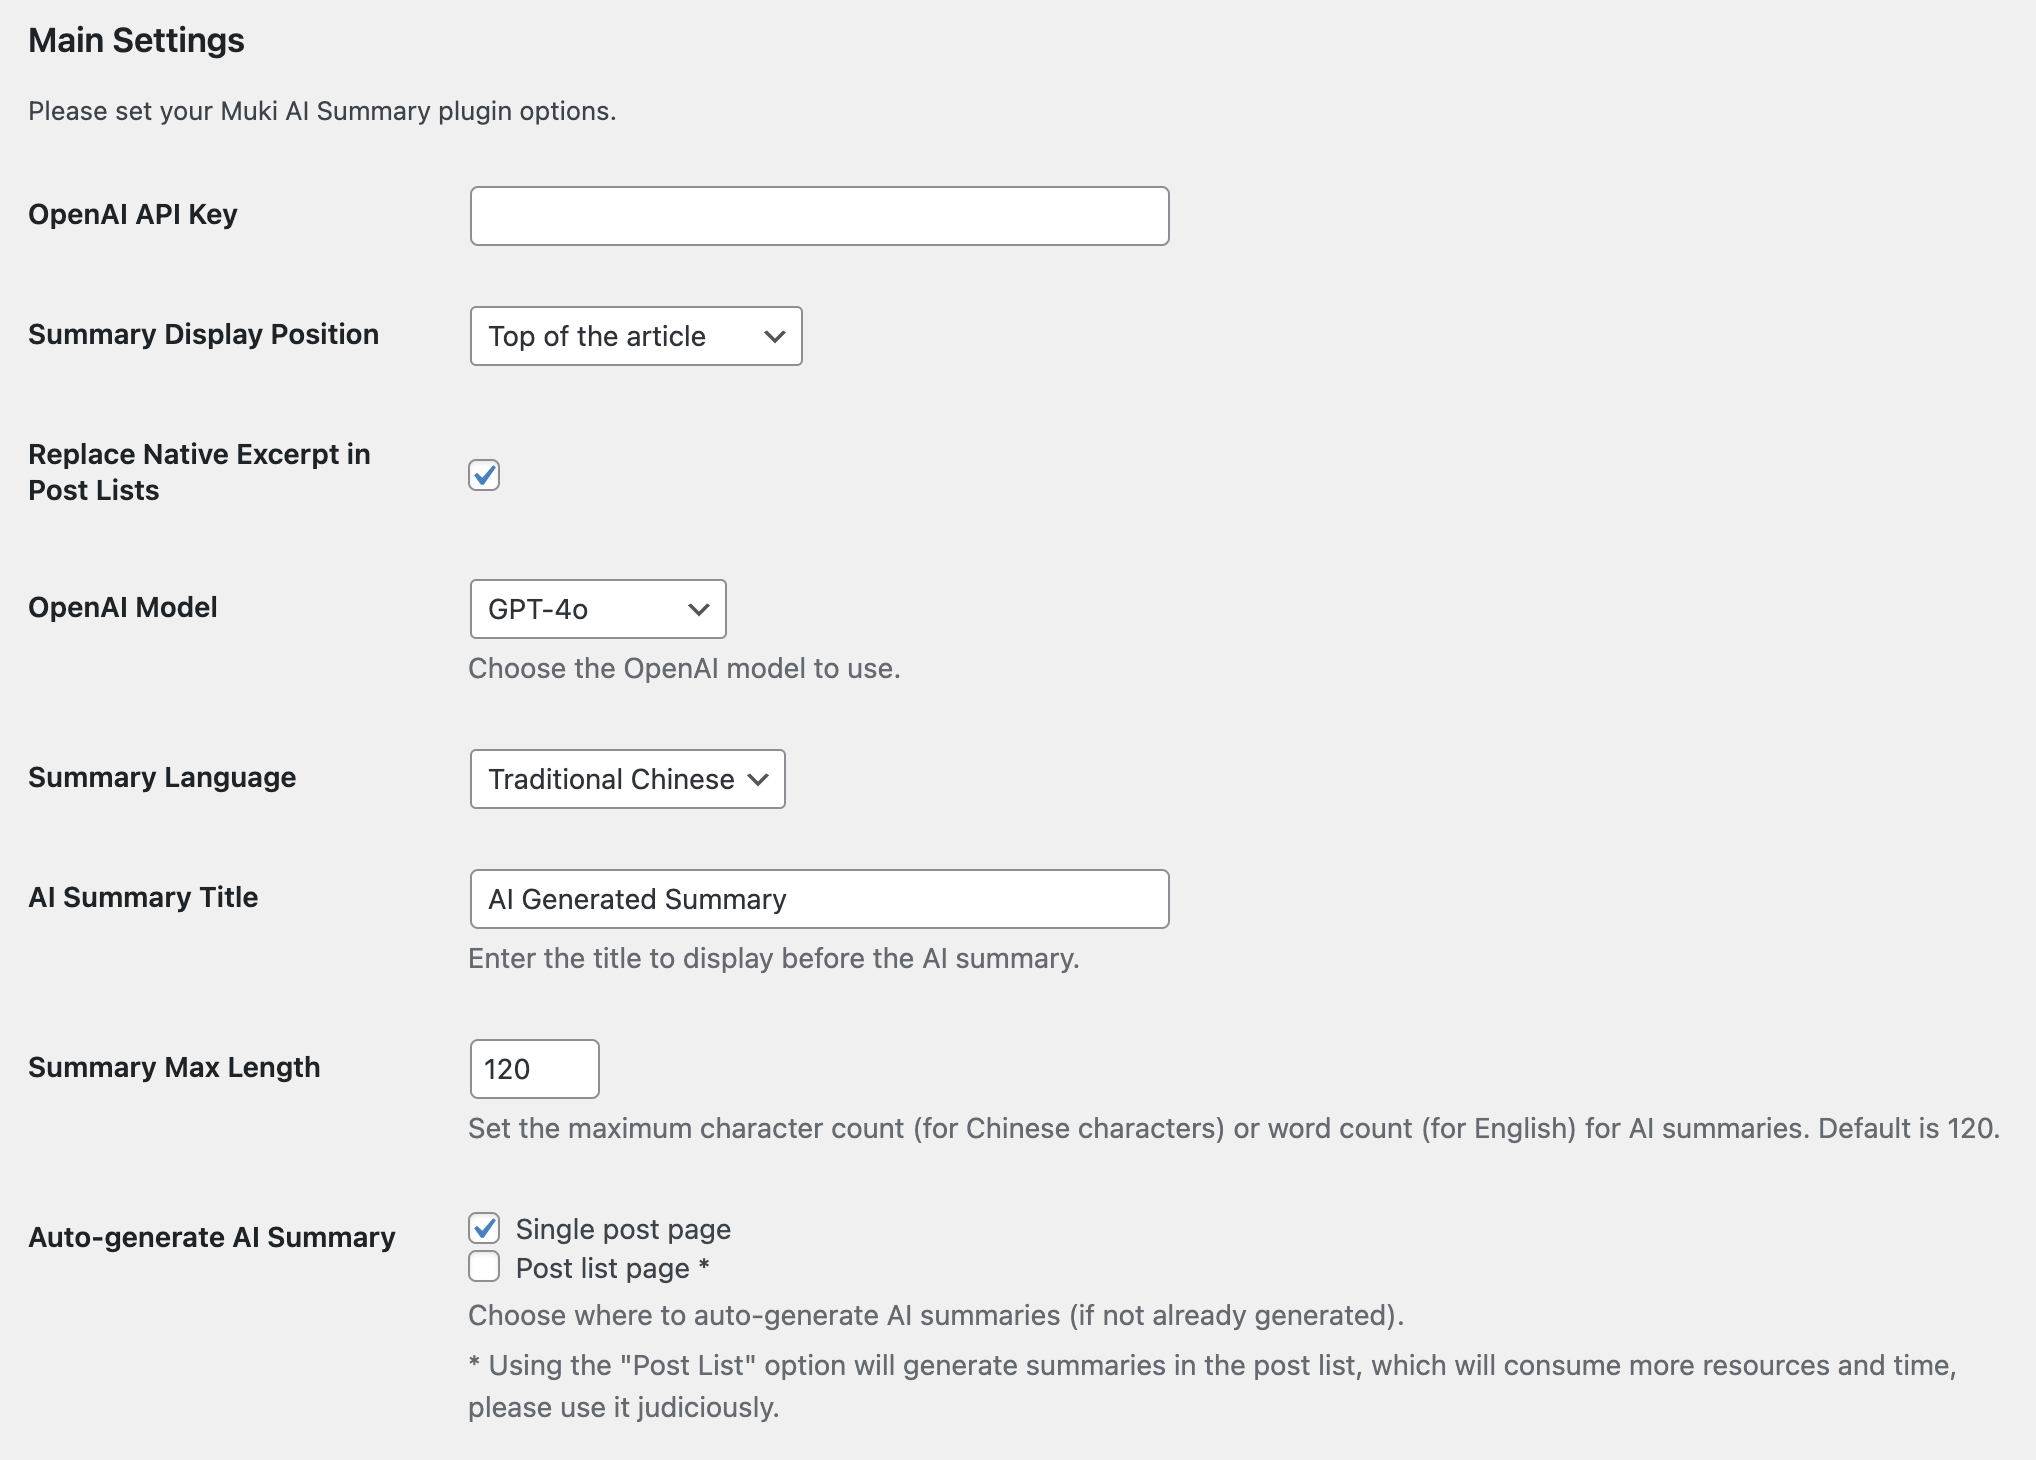 Main Settings
Please set your Muki AI Summary plugin options.
OpenAI API Key
Summary Display Position
Top of the article
Replace Native Excerpt in
Post Lists
OpenAI Model
GPT-4o
Choose the OpenAI model to use.
Summary Language
Traditional Chinese
AI Summary Title
AI Generated Summary
Enter the title to display before the AI summary.
Summary Max Length
120
Set the maximum character count (for Chinese characters) or word count (for English) for AI summaries. Default is 120.
Auto-generate AI Summary
Single post page
Post list page *
Choose where to auto-generate AI summaries (if not already generated).
* Using the "Post List" option will generate summaries in the post list, which will consume more resources and time,
please use it judiciously.